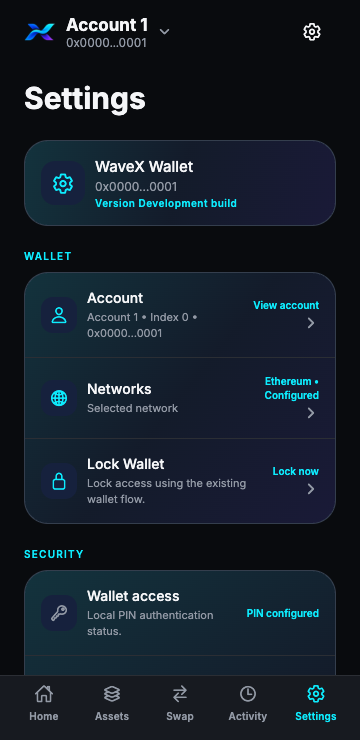 Account 1
0x0000...0001
Settings
WaveX Wallet
0x0000...0001
Version Development build
WALLET
Account
Account 1 • Index 0 •
0x0000...0001
View account
Networks
Selected network
Ethereum •
Configured
Lock Wallet
Lock access using the existing
wallet flow.
Lock now
SECURITY
Wallet access
Local PIN authentication
status.
PIN configured
Home
Assets
Swap
Activity
Settings